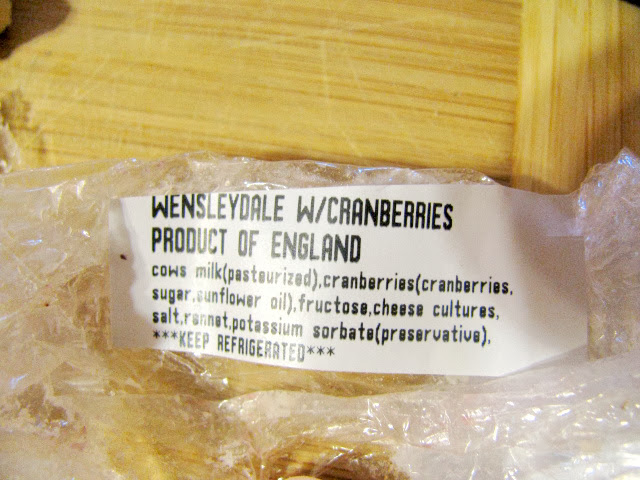 WENSLEYDALE W/CRANBERRIES
PRODUCT OF ENGLAND
cows milk(pasteurized),cranberries(cranberries,
sugar,sunflower oil),fructose,cheese cultures,
salt,rennet,potassium sorbate(preservative),
***KEEP REFRIGERATED***